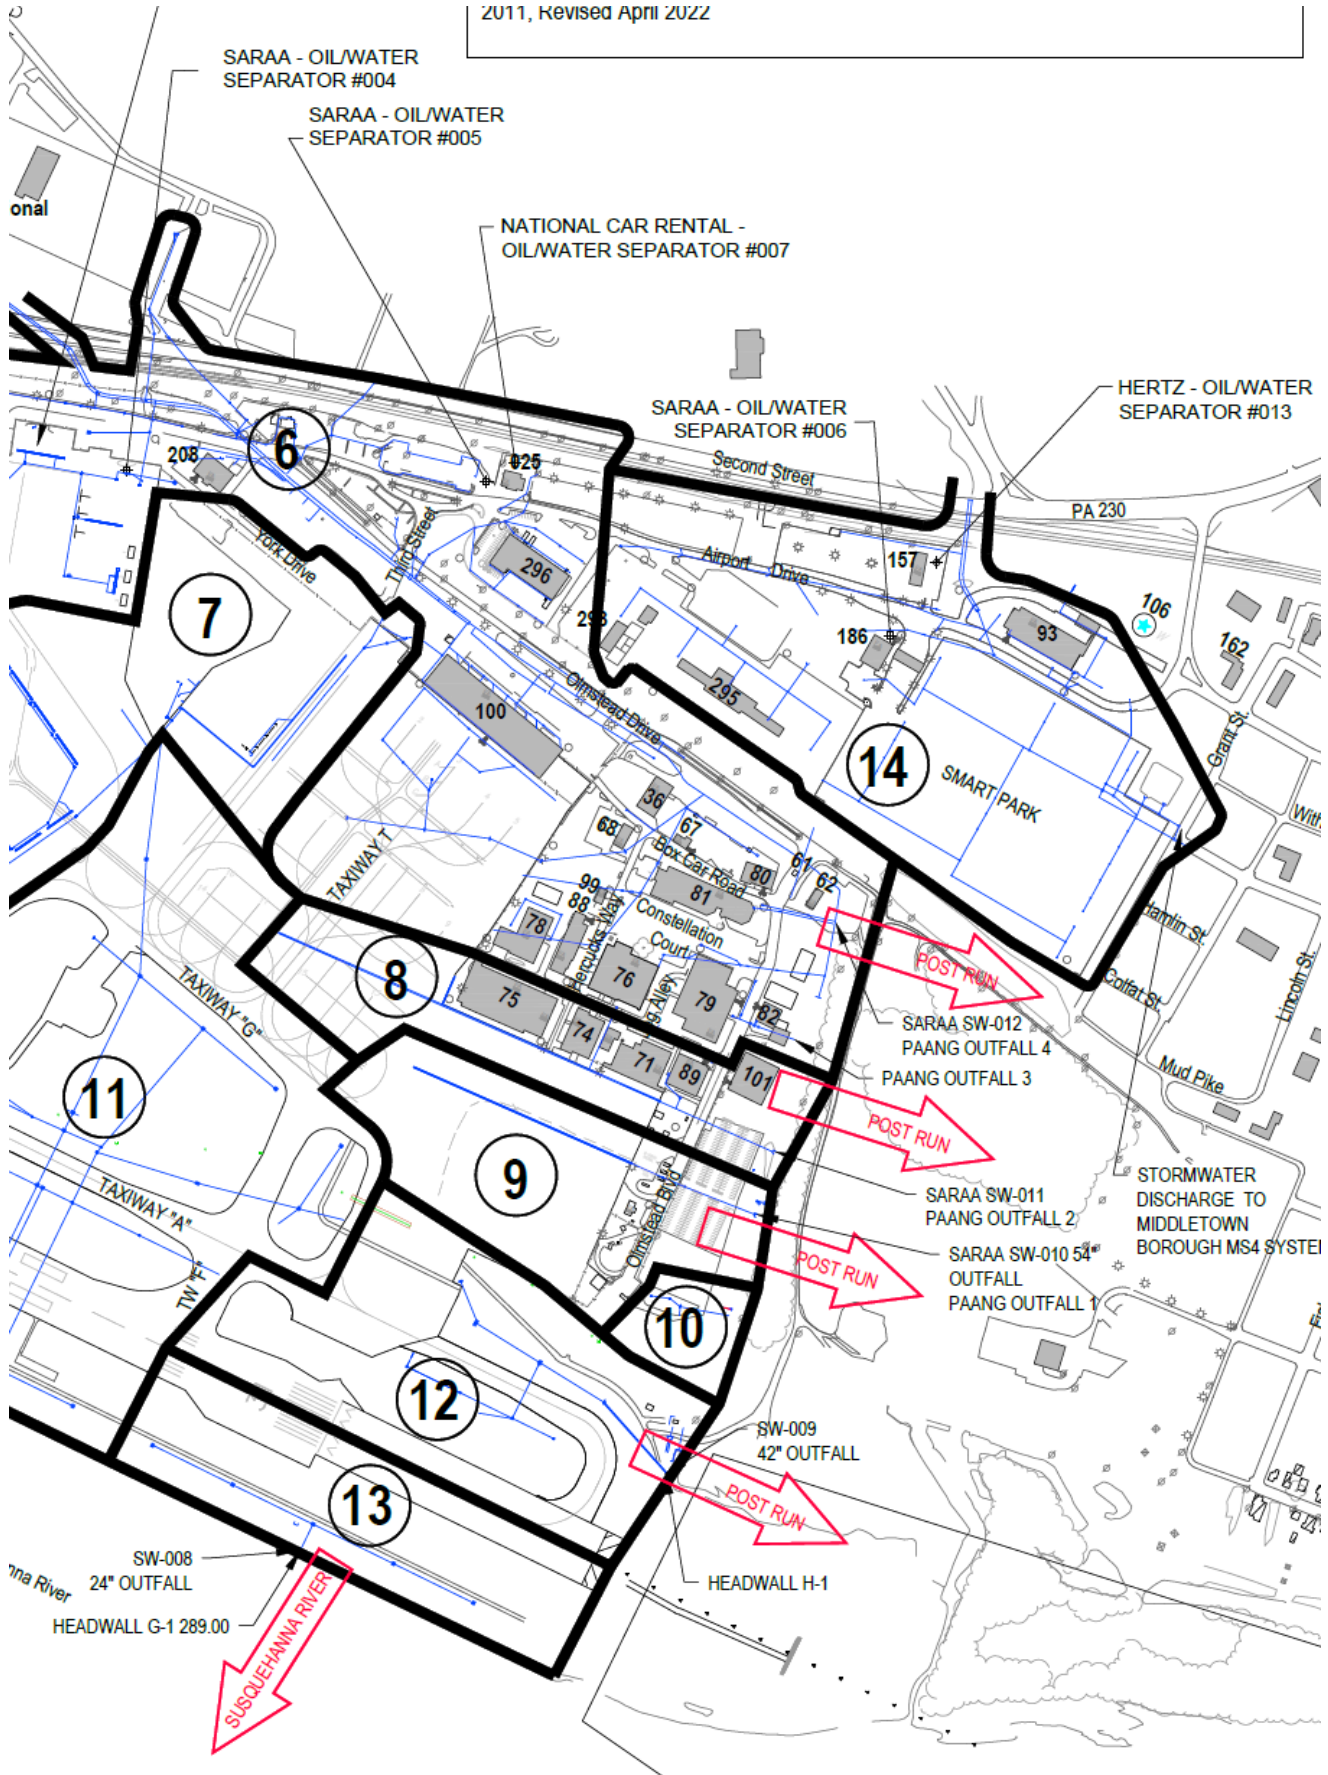 2011, Revised April 2022
SARAA - OIL/WATER
SEPARATOR #004
SARAA - OIL/WATER
SEPARATOR #005
onal
NATIONAL CAR RENTAL -
OIL/WATER SEPARATOR #007
HERTZ - OIL/WATER
SEPARATOR #013
SARAA - OIL/WATER
SEPARATOR #006
Second Street
PA 230
6
208
025
York Drive
Third Street
296
Airport Drive
157
106
93
162
186
7
Olmstead Drive
295
100
14
SMART PARK
Grant St.
36
68
67
Box Car Road
80
61
62
TAXIWAY T
99
88
81
78
Constellation
Court
Hamlin St.
POST RUN
Lincoln St.
8
76
75
79
82
Coffat St.
TAXIWAY "G"
SARAA SW-012
PAANG OUTFALL 4
74
71
89
101
PAANG OUTFALL 3
Mud Pike
11
POST RUN
9
STORMWATER
DISCHARGE TO
MIDDLETOWN
BOROUGH MS4 SYSTE
TAXIWAY "A"
SARAA SW-011
PAANG OUTFALL 2
Olmstead Blvd
SARAA SW-010 54"
OUTFALL
PAANG OUTFALL 1
POST RUN
TW "F"
10
12
SW-009
42" OUTFALL
13
POST RUN
SW-008
24" OUTFALL
HEADWALL H-1
nna River
HEADWALL G-1 289.00
SUSQUEHANNA RIVER